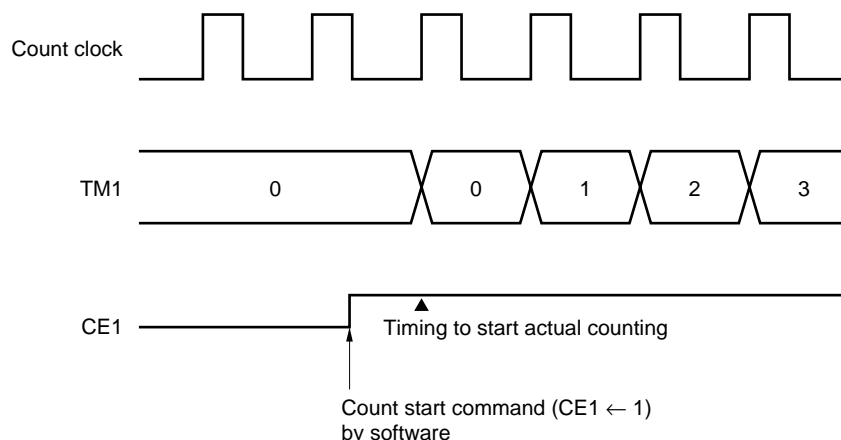 Count clock
TM1
0
0
1
2
3
CE1
Timing to start actual counting
Count start command (CE1 ← 1)
by software